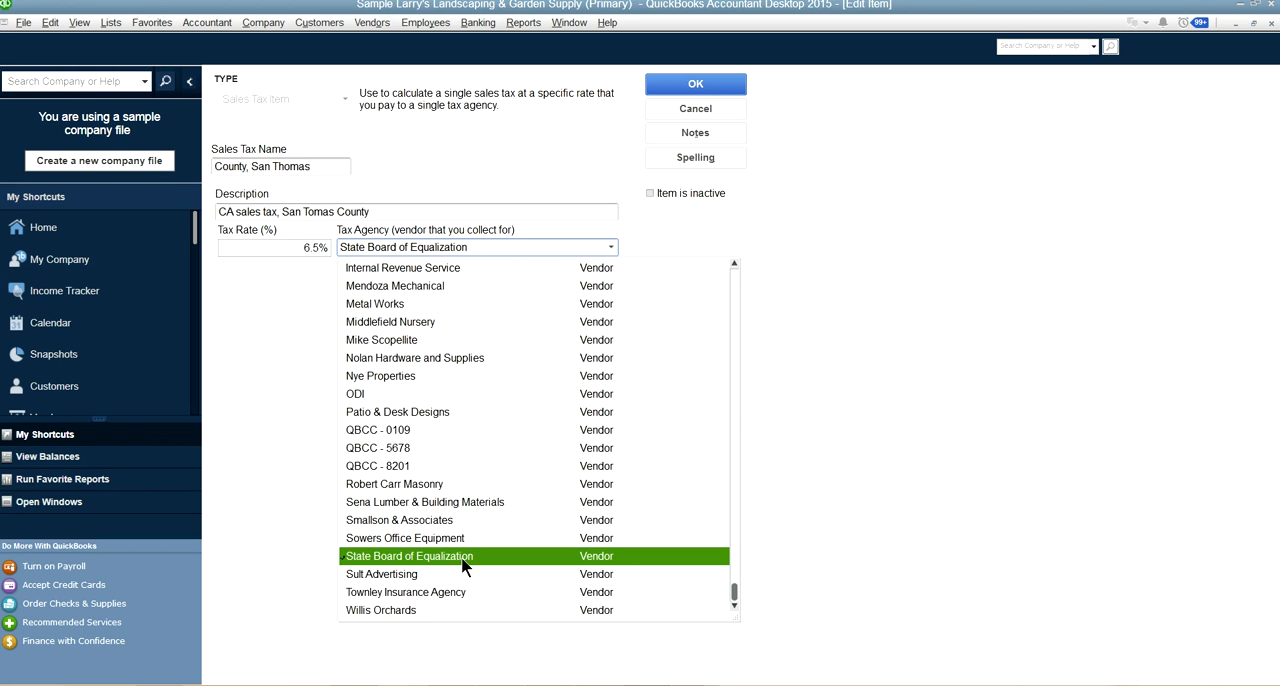 Sample Larry's Landscaping & Garden Supply (Primary) - QuickBooks Accountant Desktop 2015 - [Edit Item]
File Edit View Lists Favorites Accountant Company Customers Vendors Employees Banking Reports Window Help
99+
Search Company or Help
Search Company or Help
You are using a sample
company file
Create a new company file
My Shortcuts
Home
My Company
Income Tracker
Calendar
Snapshots
Customers
My Shortcuts
View Balances
Run Favorite Reports
Open Windows
Do More With QuickBooks
Turn on Payroll
Accept Credit Cards
Order Checks & Supplies
Recommended Services
Finance with Confidence
TYPE
Sales Tax Item
Use to calculate a single sales tax at a specific rate that
you pay to a single tax agency.
OK
Cancel
Notes
Spelling
Item is inactive
Sales Tax Name
County, San Thomas
Description
CA sales tax, San Tomas County
Tax Rate (%) Tax Agency (vendor that you collect for)
6.5% State Board of Equalization
Internal Revenue Service Vendor
Mendoza Mechanical Vendor
Metal Works Vendor
Middlefield Nursery Vendor
Mike Scopellite Vendor
Nolan Hardware and Supplies Vendor
Nye Properties Vendor
ODI Vendor
Patio & Desk Designs Vendor
QBCC - 0109 Vendor
QBCC - 5678 Vendor
QBCC - 8201 Vendor
Robert Carr Masonry Vendor
Sena Lumber & Building Materials Vendor
Smallson & Associates Vendor
Sowers Office Equipment Vendor
State Board of Equalization Vendor
Sult Advertising Vendor
Townley Insurance Agency Vendor
Willis Orchards Vendor